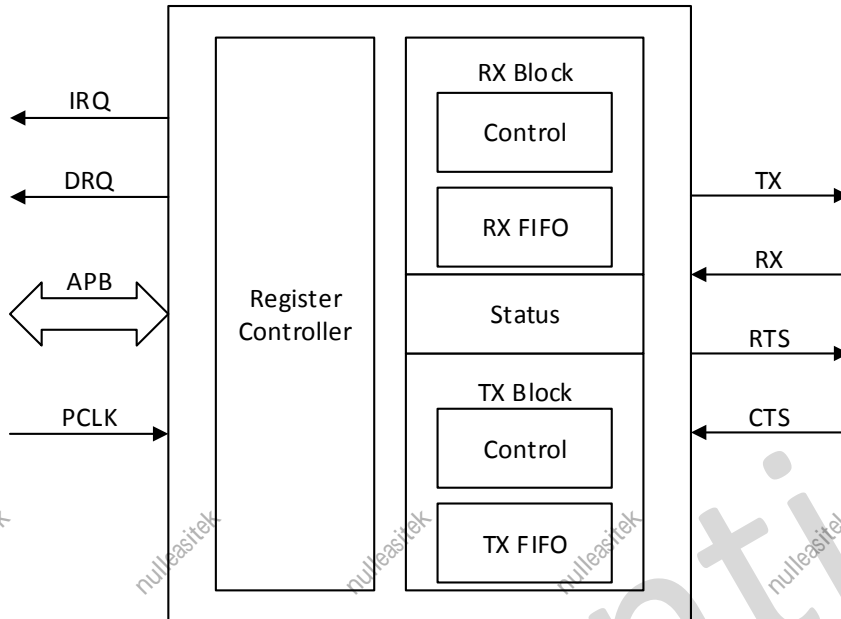 IRQ
DRQ
APB
PCLK
Register
Controller
RX Block
Control
RX FIFO
Status
TX Block
Control
TX FIFO
TX
RX
RTS
CTS
nulleasitek
nulleasitek
nulleasitek
nulleasitek